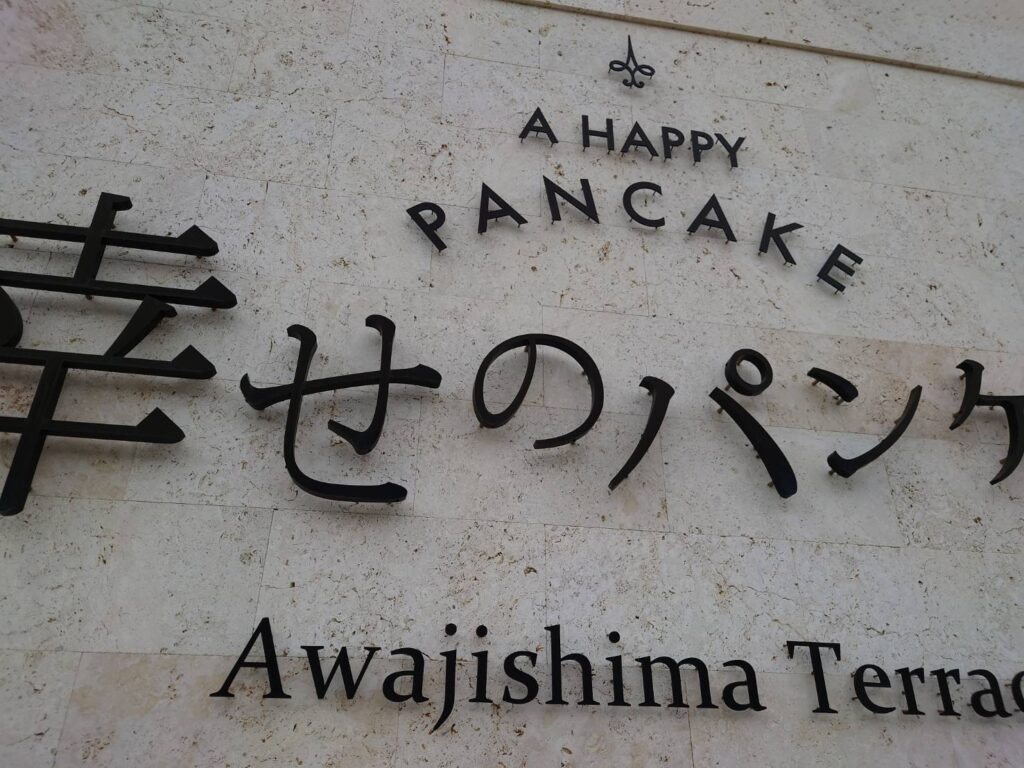 A HAPPY
PANCAKE
幸せのパンケ
Awajishima Terrac